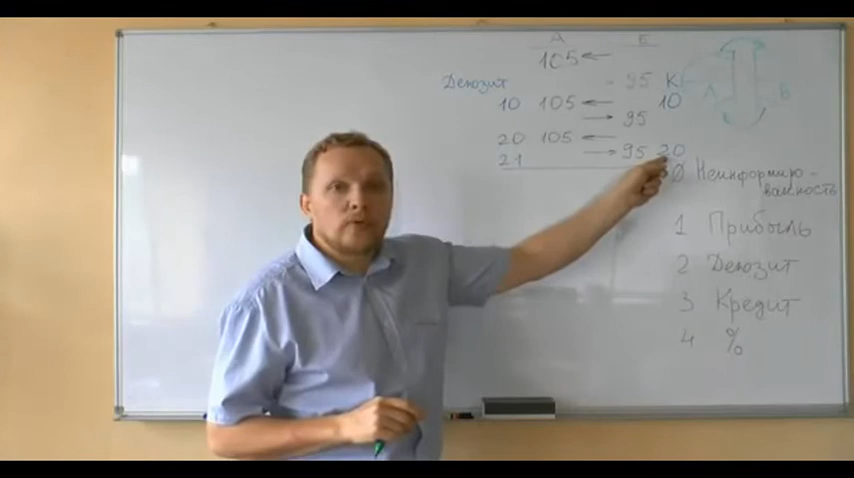 А Б
105 ←
Депозит - 95 К
10 105 ← 10
→ 95
20 105 ←
21 → 95 20
0 Неинформиро-
ванность
1 Прибыль
2 Депозит
3 Кредит
4 %
А В